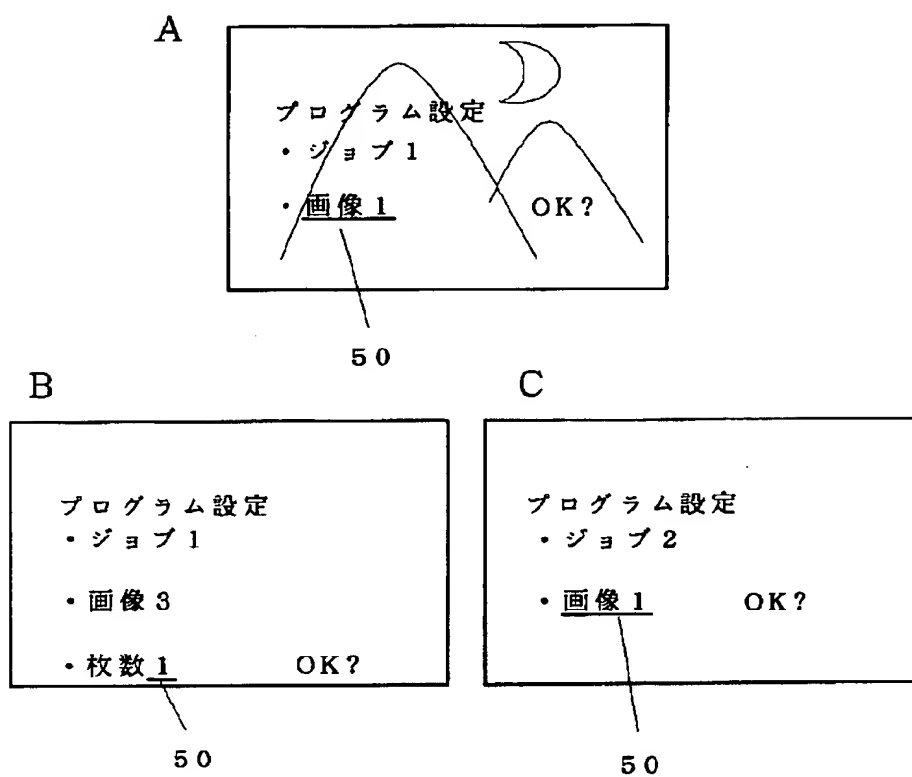 A
プログラム設定
・ジョブ1
・画像1 OK?
50
B
プログラム設定
・ジョブ1
・画像3
・枚数1 OK?
50
C
プログラム設定
・ジョブ2
・画像1 OK?
50